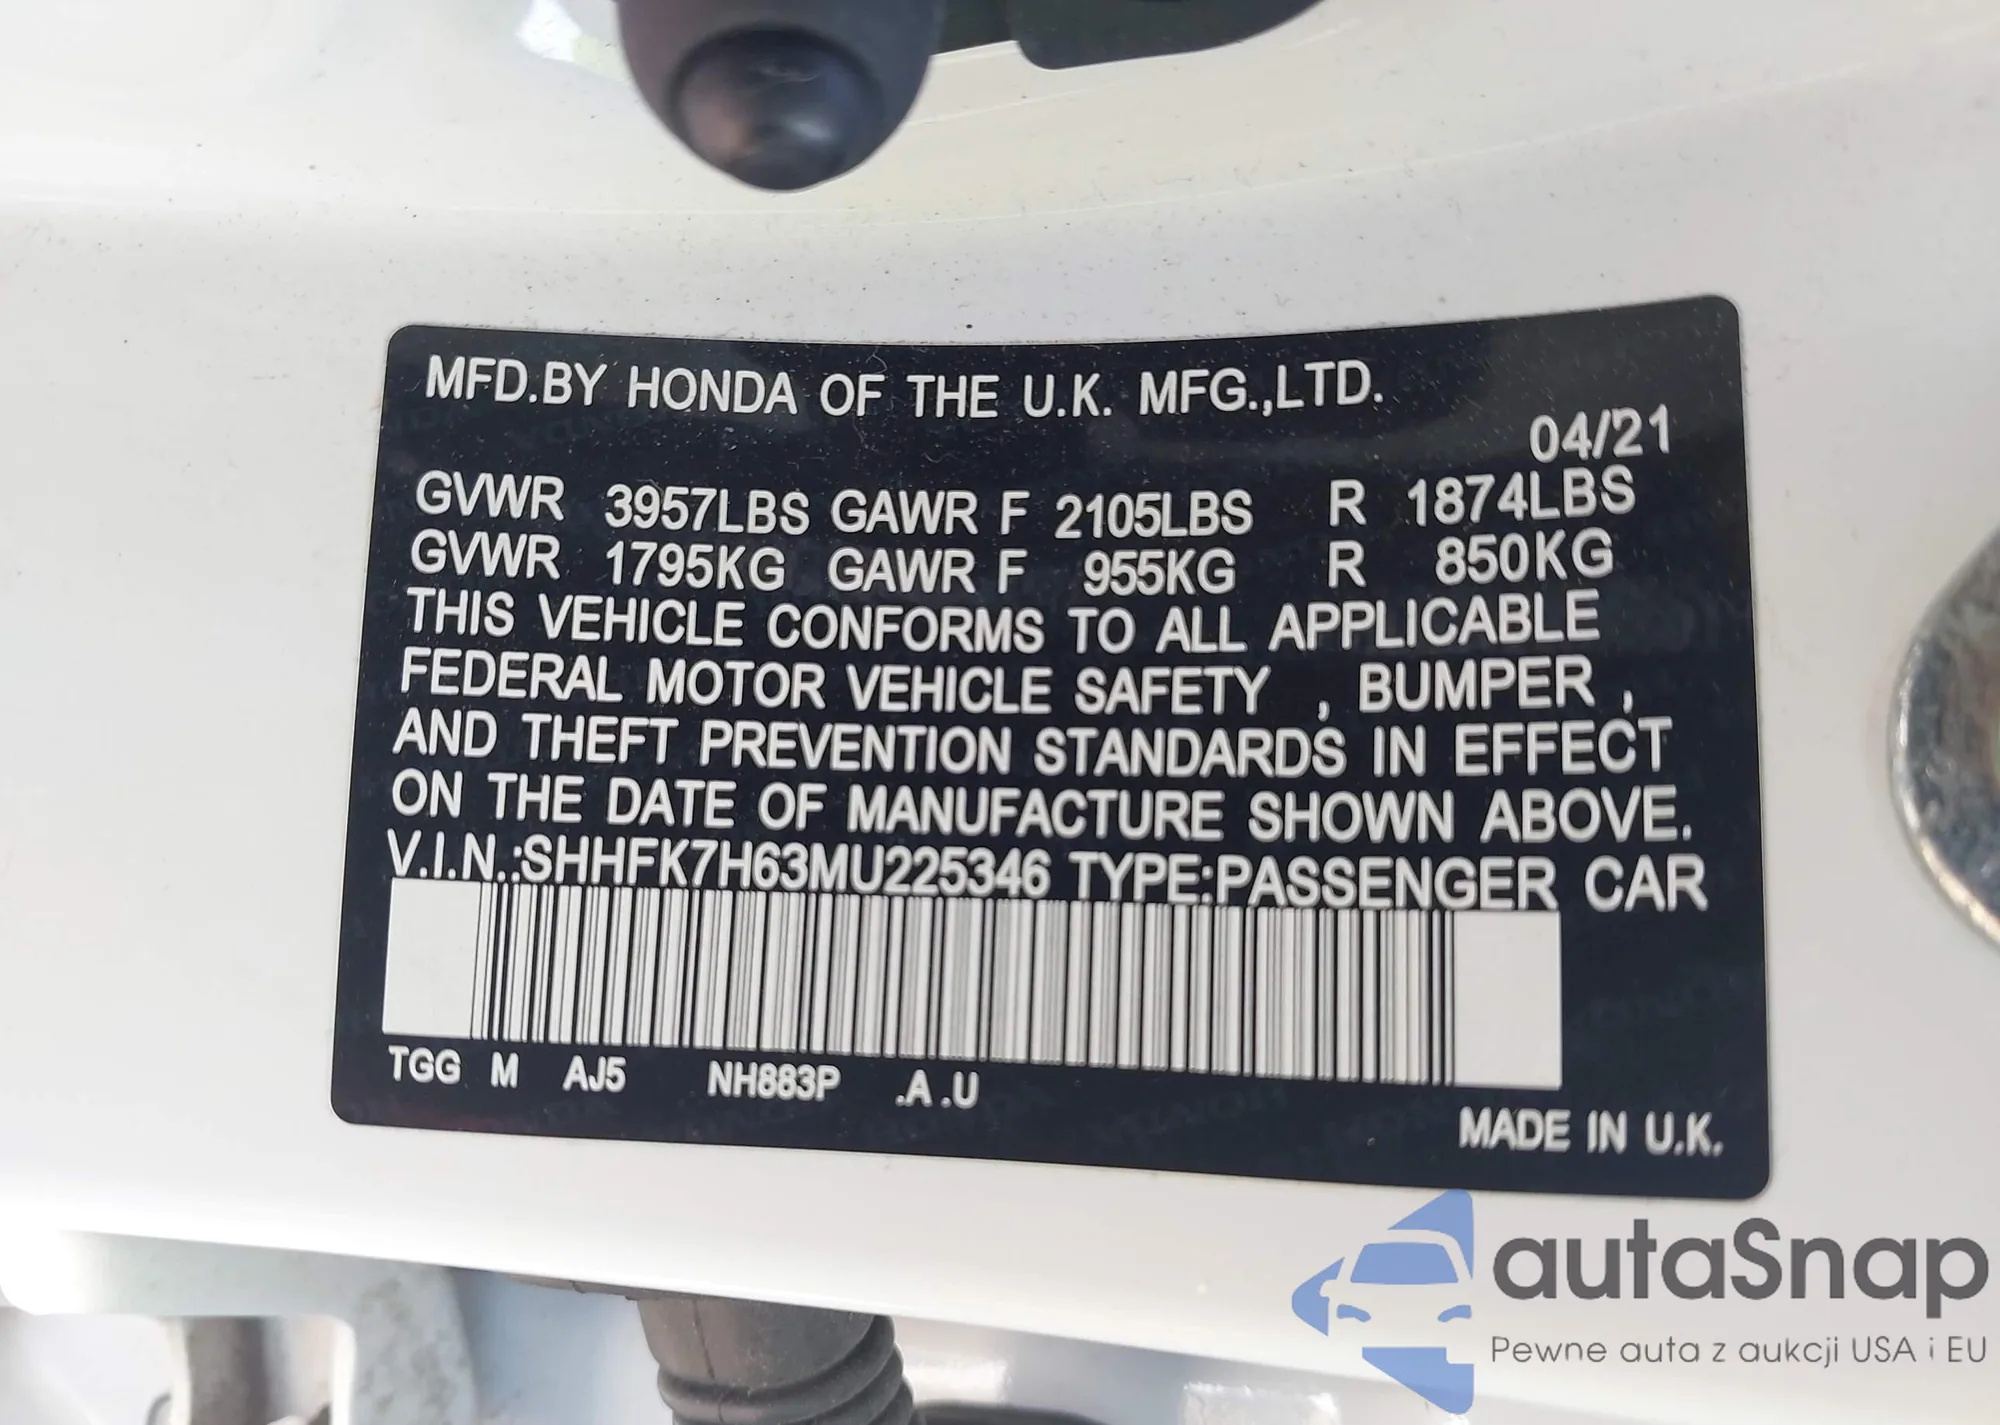 MFD.BY HONDA OF THE U.K. MFG.,LTD.
04/21
GVWR 3957LBS GAWR F 2105LBS R 1874LBS
GVWR 1795KG GAWR F 955KG R 850KG
THIS VEHICLE CONFORMS TO ALL APPLICABLE
FEDERAL MOTOR VEHICLE SAFETY , BUMPER ,
AND THEFT PREVENTION STANDARDS IN EFFECT
ON THE DATE OF MANUFACTURE SHOWN ABOVE.
V.I.N.:SHHFK7H63MU225346 TYPE:PASSENGER CAR
TGG M AJ5 NH883P .A .U
MADE IN U.K.
autaSnap
Pewne auta z aukcji USA i EU